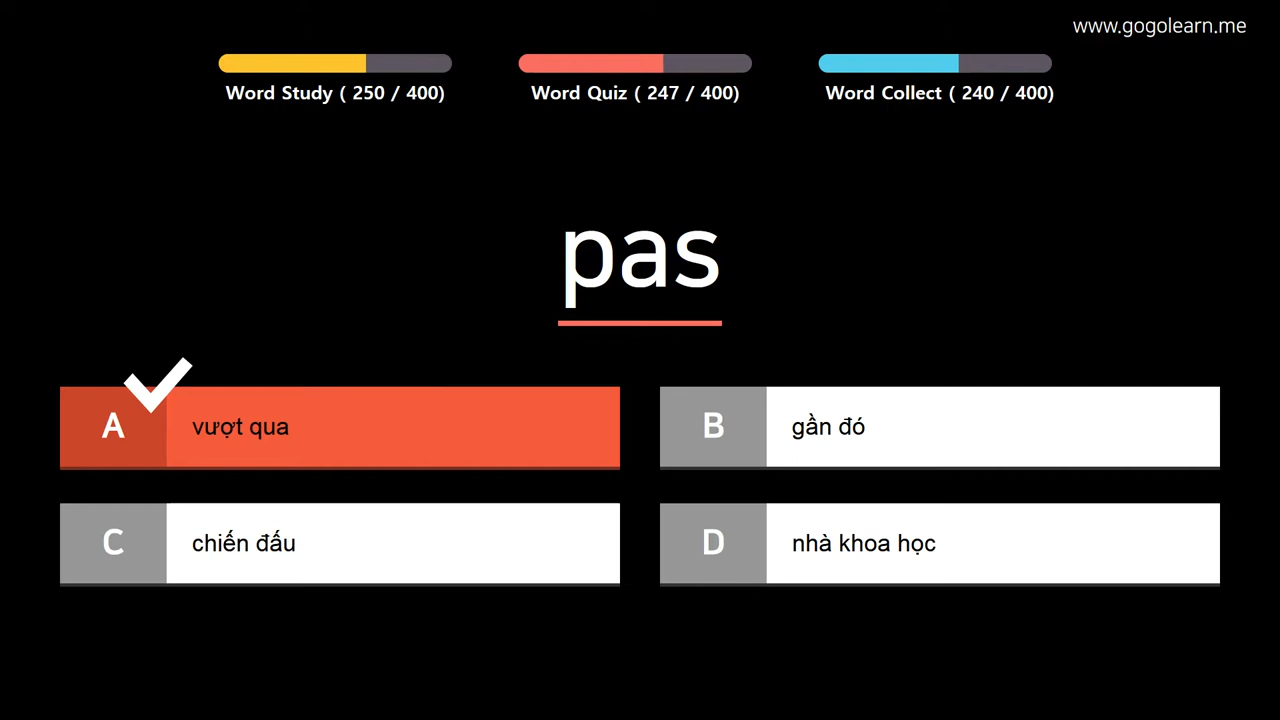 www.gogolearn.me
Word Study ( 250 / 400)
Word Quiz ( 247 / 400)
Word Collect ( 240 / 400)
pas
A vượt qua
B gần đó
C chiến đấu
D nhà khoa học